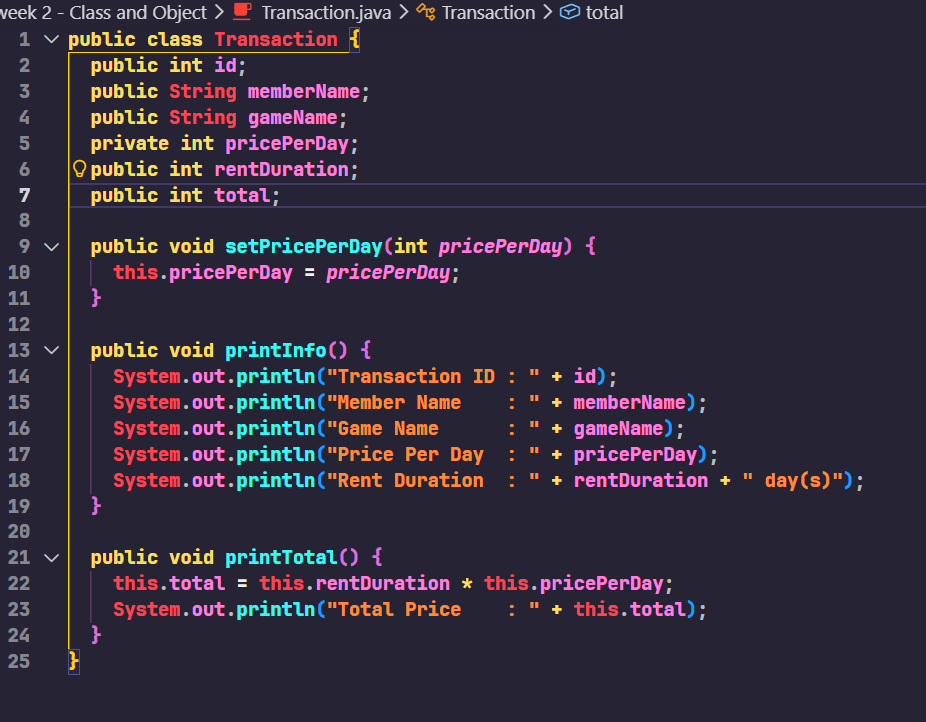 week 2 - Class and Object > Transaction.java > Transaction > total
1 public class Transaction {
2   public int id;
3   public String memberName;
4   public String gameName;
5   private int pricePerDay;
6   public int rentDuration;
7   public int total;
8
9   public void setPricePerDay(int pricePerDay) {
10     this.pricePerDay = pricePerDay;
11   }
12
13   public void printInfo() {
14     System.out.println("Transaction ID : " + id);
15     System.out.println("Member Name    : " + memberName);
16     System.out.println("Game Name      : " + gameName);
17     System.out.println("Price Per Day  : " + pricePerDay);
18     System.out.println("Rent Duration  : " + rentDuration + " day(s)");
19   }
20
21   public void printTotal() {
22     this.total = this.rentDuration * this.pricePerDay;
23     System.out.println("Total Price    : " + this.total);
24   }
25 }